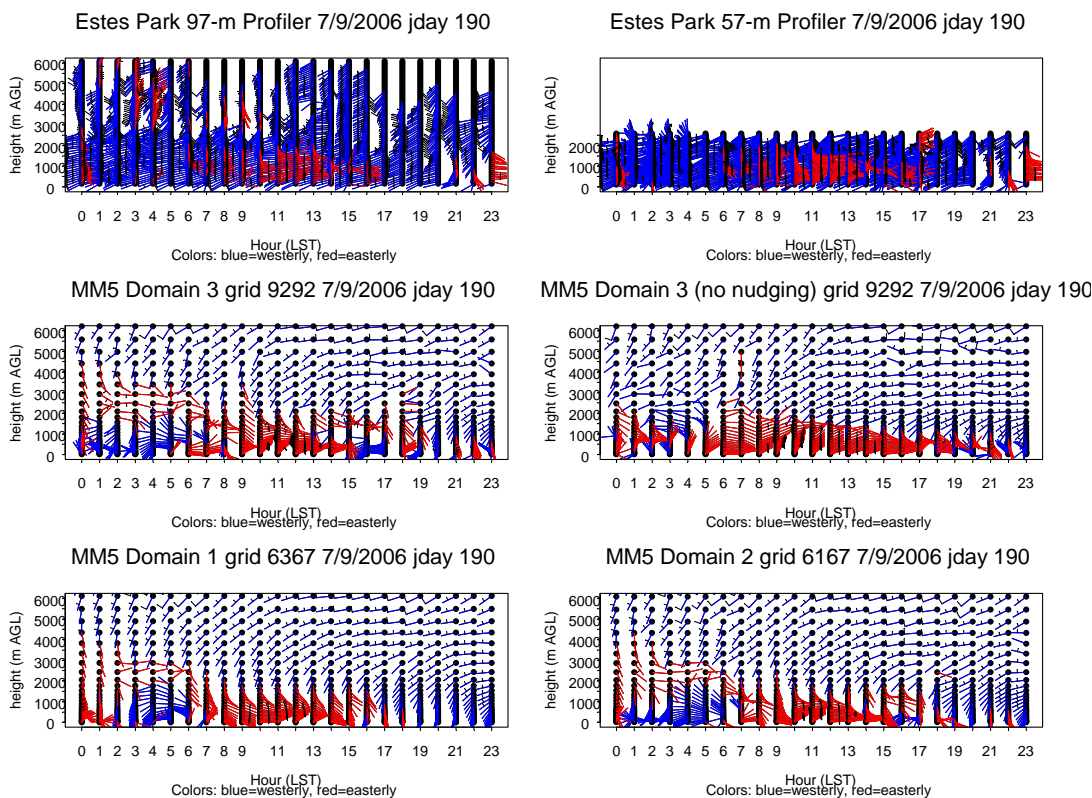 Estes Park 97-m Profiler 7/9/2006 jday 190
height (m AGL)
6000
5000
4000
3000
2000
1000
0
0 1 2 3 4 5 6 7 8 9 11 13 15 17 19 21 23
Hour (LST)
Colors: blue=westerly, red=easterly
Estes Park 57-m Profiler 7/9/2006 jday 190
height (m AGL)
2000
1000
0
0 1 2 3 4 5 6 7 8 9 11 13 15 17 19 21 23
Hour (LST)
Colors: blue=westerly, red=easterly
MM5 Domain 3 grid 9292 7/9/2006 jday 190
height (m AGL)
6000
5000
4000
3000
2000
1000
0
0 1 2 3 4 5 6 7 8 9 11 13 15 17 19 21 23
Hour (LST)
Colors: blue=westerly, red=easterly
MM5 Domain 3 (no nudging) grid 9292 7/9/2006 jday 190
height (m AGL)
6000
5000
4000
3000
2000
1000
0
0 1 2 3 4 5 6 7 8 9 11 13 15 17 19 21 23
Hour (LST)
Colors: blue=westerly, red=easterly
MM5 Domain 1 grid 6367 7/9/2006 jday 190
height (m AGL)
6000
5000
4000
3000
2000
1000
0
0 1 2 3 4 5 6 7 8 9 11 13 15 17 19 21 23
Hour (LST)
Colors: blue=westerly, red=easterly
MM5 Domain 2 grid 6167 7/9/2006 jday 190
height (m AGL)
6000
5000
4000
3000
2000
1000
0
0 1 2 3 4 5 6 7 8 9 11 13 15 17 19 21 23
Hour (LST)
Colors: blue=westerly, red=easterly